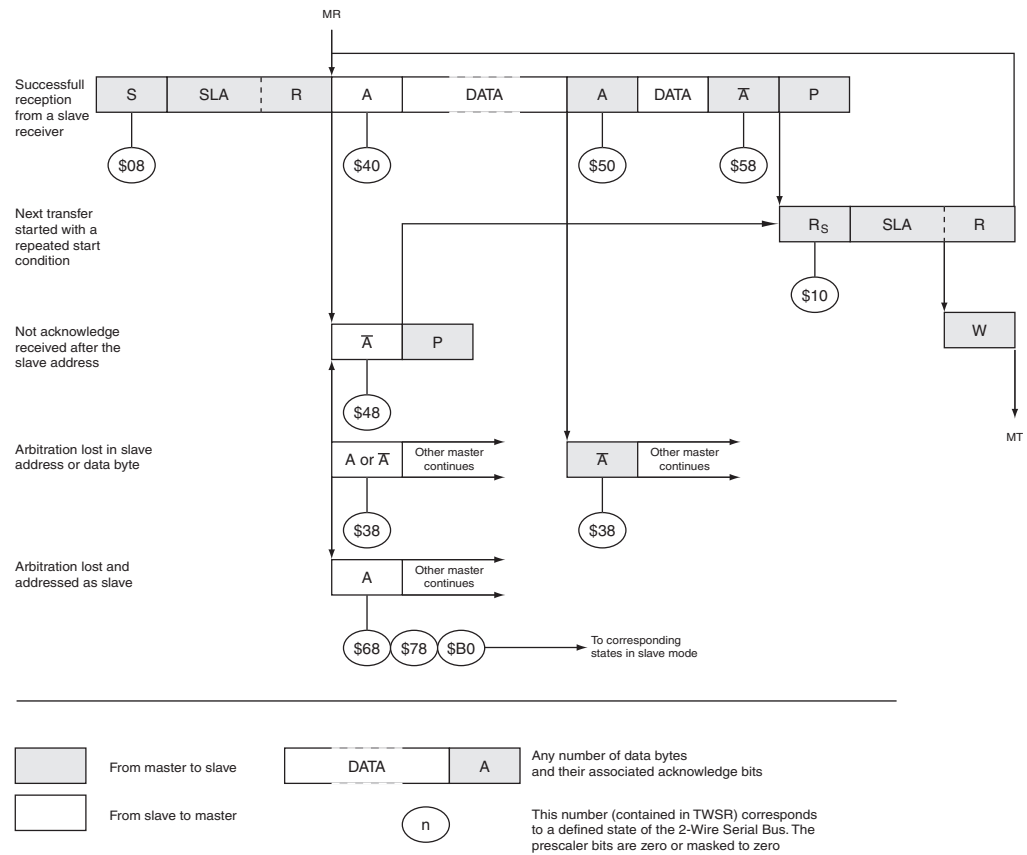 MR
Successfull
reception
from a slave
receiver
S SLA R A DATA A DATA A̅ P
$08 $40 $50 $58
Next transfer
started with a
repeated start
condition
RS SLA R
$10
Not acknowledge
received after the
slave address
A̅ P
W
$48
MT
Arbitration lost in slave
address or data byte
A or A̅
Other master
continues
A̅
Other master
continues
$38 $38
Arbitration lost and
addressed as slave
A
Other master
continues
$68 $78 $B0
To corresponding
states in slave mode
From master to slave
DATA A
Any number of data bytes
and their associated acknowledge bits
From slave to master
n
This number (contained in TWSR) corresponds
to a defined state of the 2-Wire Serial Bus. The
prescaler bits are zero or masked to zero